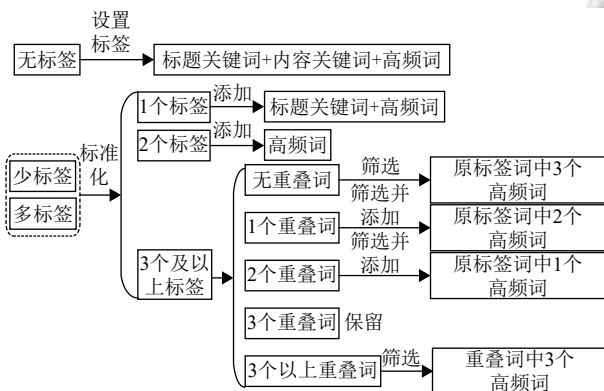 设置
标签
无标签
标题关键词+内容关键词+高频词
1个标签
添加
标题关键词+高频词
2个标签
添加
高频词
少标签
多标签
标准
化
3个及以
上标签
无重叠词
筛选
原标签词中3个
高频词
1个重叠词
筛选并
添加
原标签词中2个
高频词
2个重叠词
筛选并
添加
原标签词中1个
高频词
3个重叠词 保留
3个以上重叠词
筛选
重叠词中3个
高频词